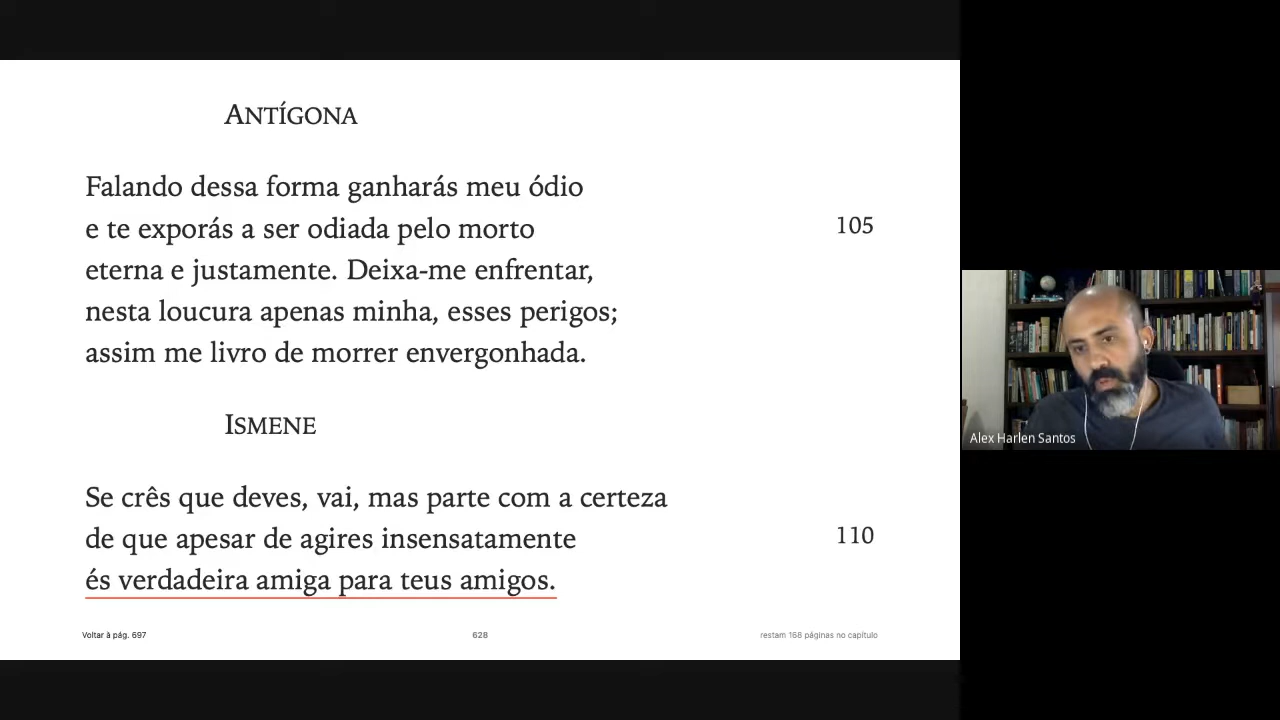 ANTÍGONA
Falando dessa forma ganharás meu ódio
e te exporás a ser odiada pelo morto
105
eterna e justamente. Deixa-me enfrentar,
nesta loucura apenas minha, esses perigos;
assim me livro de morrer envergonhada.
ISMENE
Se crês que deves, vai, mas parte com a certeza
de que apesar de agires insensatamente
110
és verdadeira amiga para teus amigos.
Voltar à pág. 697
628
restam 168 páginas no capítulo
Alex Harlen Santos